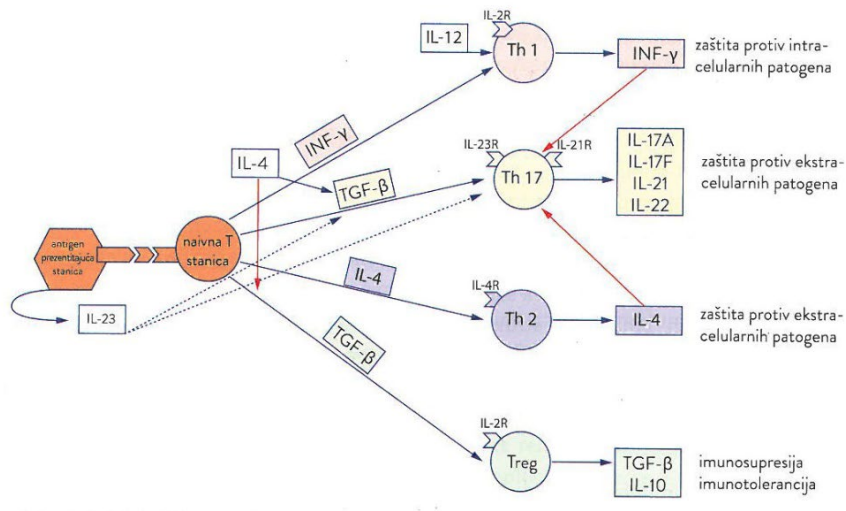 IL-2R
IL-12
Th 1
INF-γ
zaštita protiv intra-
celularnih patogena
INF-γ
IL-4
TGF-β
IL-23R
IL-21R
Th 17
IL-17A
IL-17F
IL-21
IL-22
zaštita protiv ekstra-
celularnih patogena
antigen
prezentitajuča
stanica
naivna T
stanica
IL-23
IL-4
IL-4R
Th 2
IL-4
zaštita protiv ekstra-
celularnih patogena
TGF-β
IL-2R
Treg
TGF-β
IL-10
imunosupresija
imunotolerancija